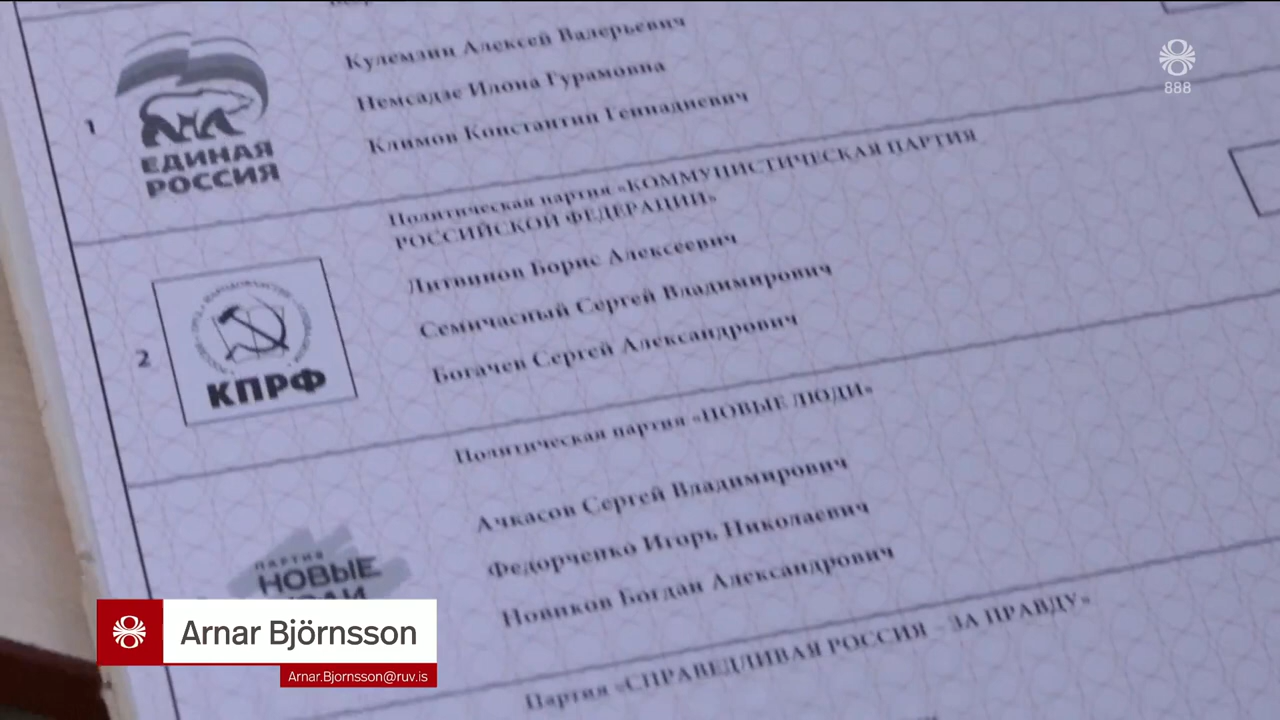 888
1
ЕДИНАЯ
РОССИЯ
Кулемзин Алексей Валерьевич
Немсадзе Илона Гурамовна
Климов Константин Геннадиевич
Политическая партия «КОММУНИСТИЧЕСКАЯ ПАРТИЯ
РОССИЙСКОЙ ФЕДЕРАЦИИ»
2
КПРФ
Литвинов Борис Алексеевич
Семичасный Сергей Владимирович
Богачев Сергей Александрович
Политическая партия «НОВЫЕ ЛЮДИ»
ПАРТИЯ
НОВЫЕ
Ачкасов Сергей Владимирович
Федорченко Игорь Николаевич
Новиков Богдан Александрович
Партия «СПРАВЕДЛИВАЯ РОССИЯ - ЗА ПРАВДУ»
Arnar Björnsson
Arnar.Bjornsson@ruv.is